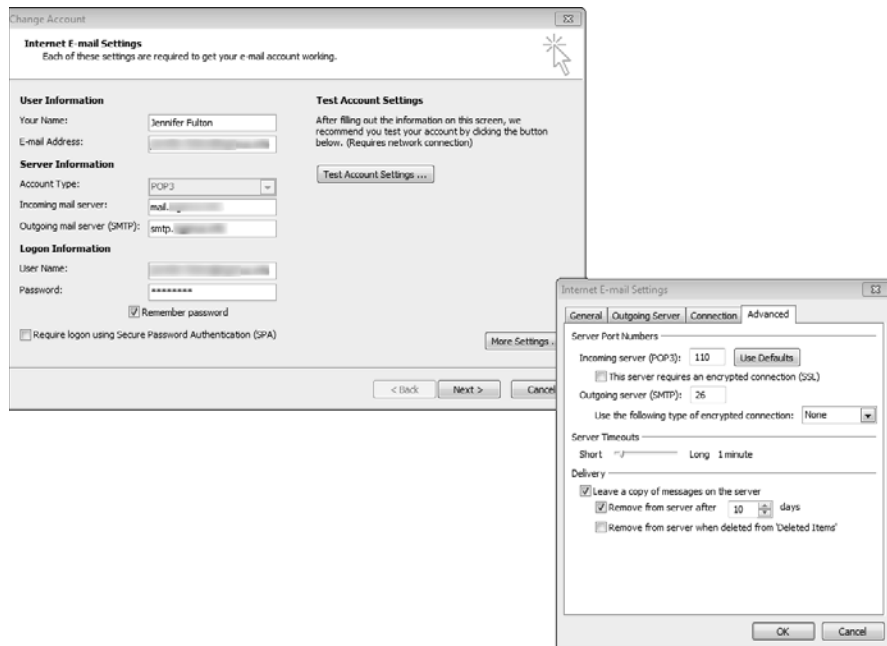 Change Account
Internet E-mail Settings
Each of these settings are required to get your e-mail account working.
User Information
Your Name:
Jennifer Fulton
E-mail Address:
Server Information
Account Type:
POP3
Incoming mail server:
mail.
Outgoing mail server (SMTP):
smtp.
Logon Information
User Name:
Password:
********
Remember password
Require logon using Secure Password Authentication (SPA)
Test Account Settings
After filling out the information on this screen, we
recommend you test your account by clicking the button
below. (Requires network connection)
Test Account Settings ...
More Settings .
< Back
Next >
Cancel
Internet E-mail Settings
General
Outgoing Server
Connection
Advanced
Server Port Numbers
Incoming server (POP3):
110
Use Defaults
This server requires an encrypted connection (SSL)
Outgoing server (SMTP):
26
Use the following type of encrypted connection:
None
Server Timeouts
Short
Long
1 minute
Delivery
Leave a copy of messages on the server
Remove from server after
10
days
Remove from server when deleted from 'Deleted Items'
OK
Cancel